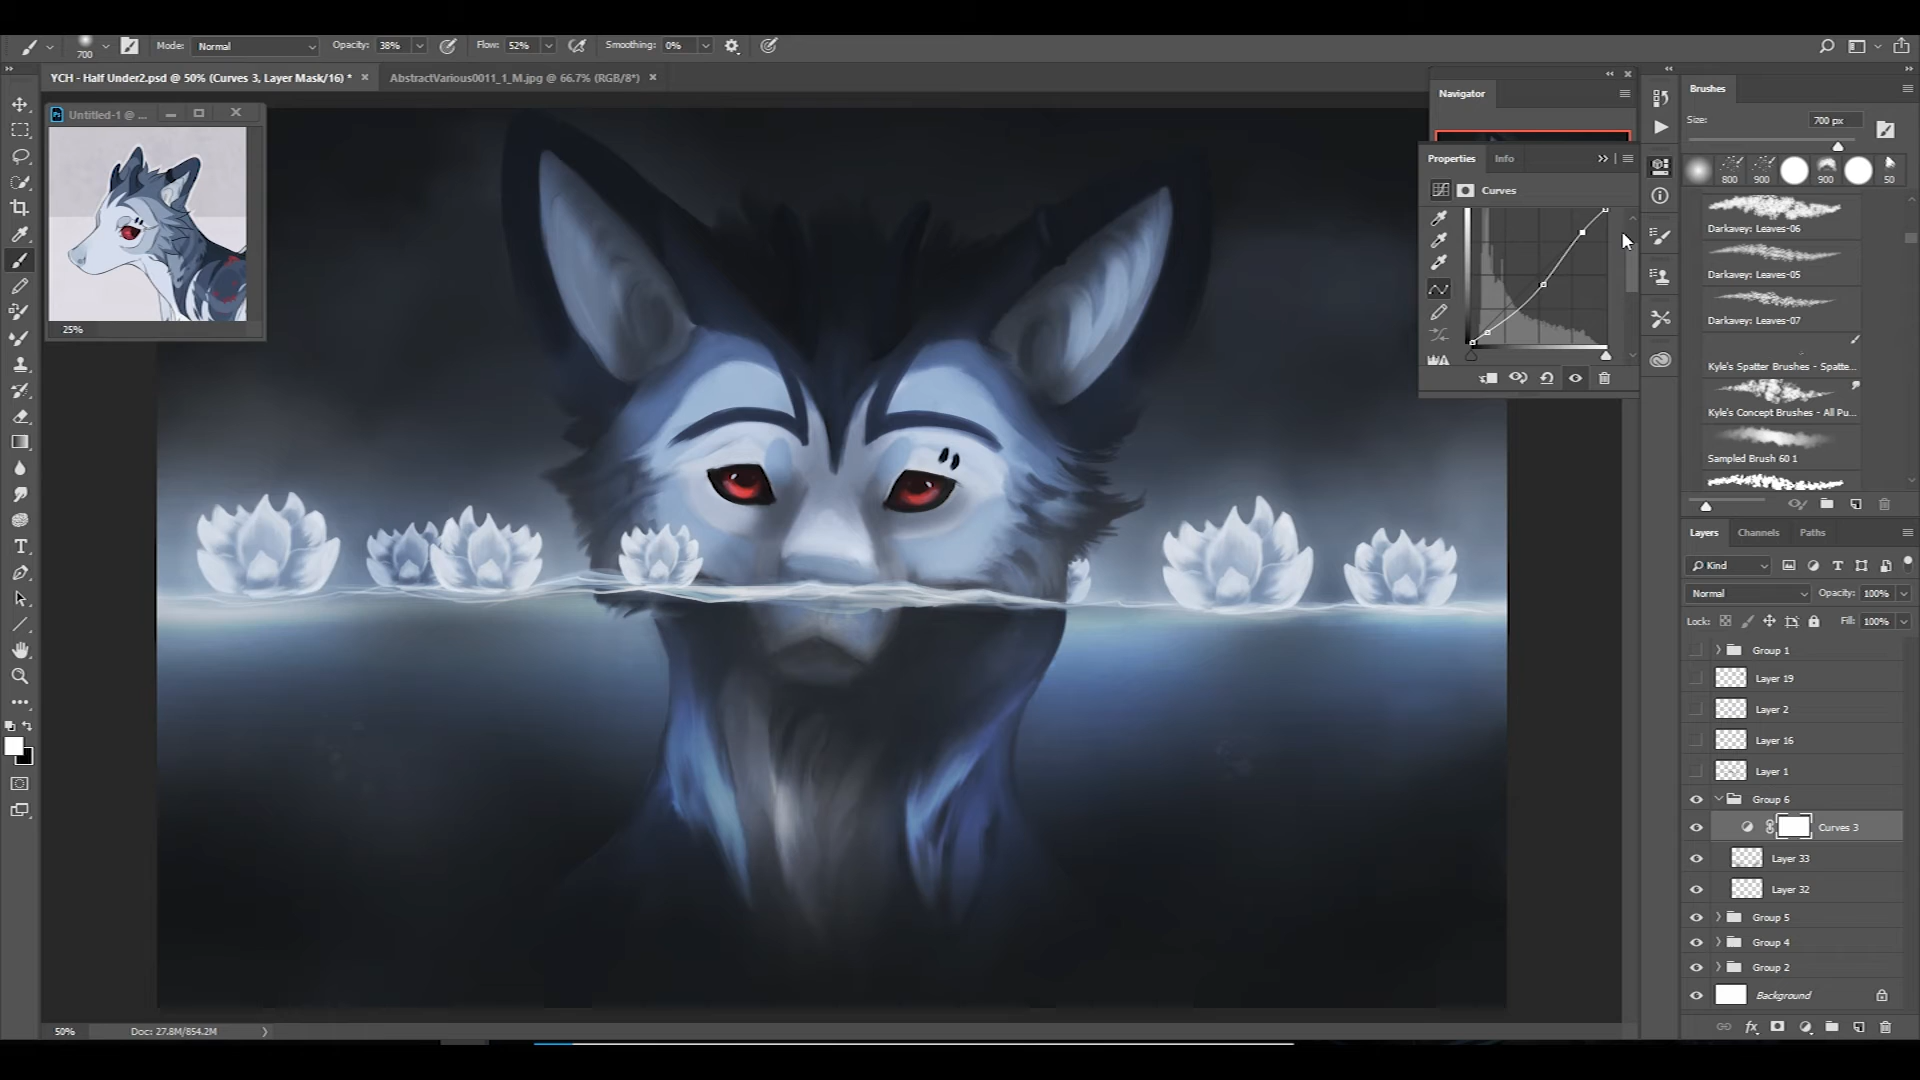 700
Mode: Normal
Opacity: 38%
Flow: 52%
Smoothing: 0%
YCH - Half Under2.psd @ 50% (Curves 3, Layer Mask/16) *
AbstractVarious0011_1_M.jpg @ 66.7% (RGB/8*)
Untitled-1 @ ...
25%
Navigator
Properties
Info
Curves
Brushes
Size:
700 px
800
900
900
50
Darkavey: Leaves-06
Darkavey: Leaves-05
Darkavey: Leaves-07
Kyle's Spatter Brushes - Spatte...
Kyle's Concept Brushes - All Pu...
Sampled Brush 60 1
Layers
Channels
Paths
Kind
Normal
Opacity: 100%
Lock:
Fill: 100%
Group 1
Layer 19
Layer 2
Layer 16
Layer 1
Group 6
Curves 3
Layer 33
Layer 32
Group 5
Group 4
Group 2
Background
fx
50%
Doc: 27.8M/854.2M